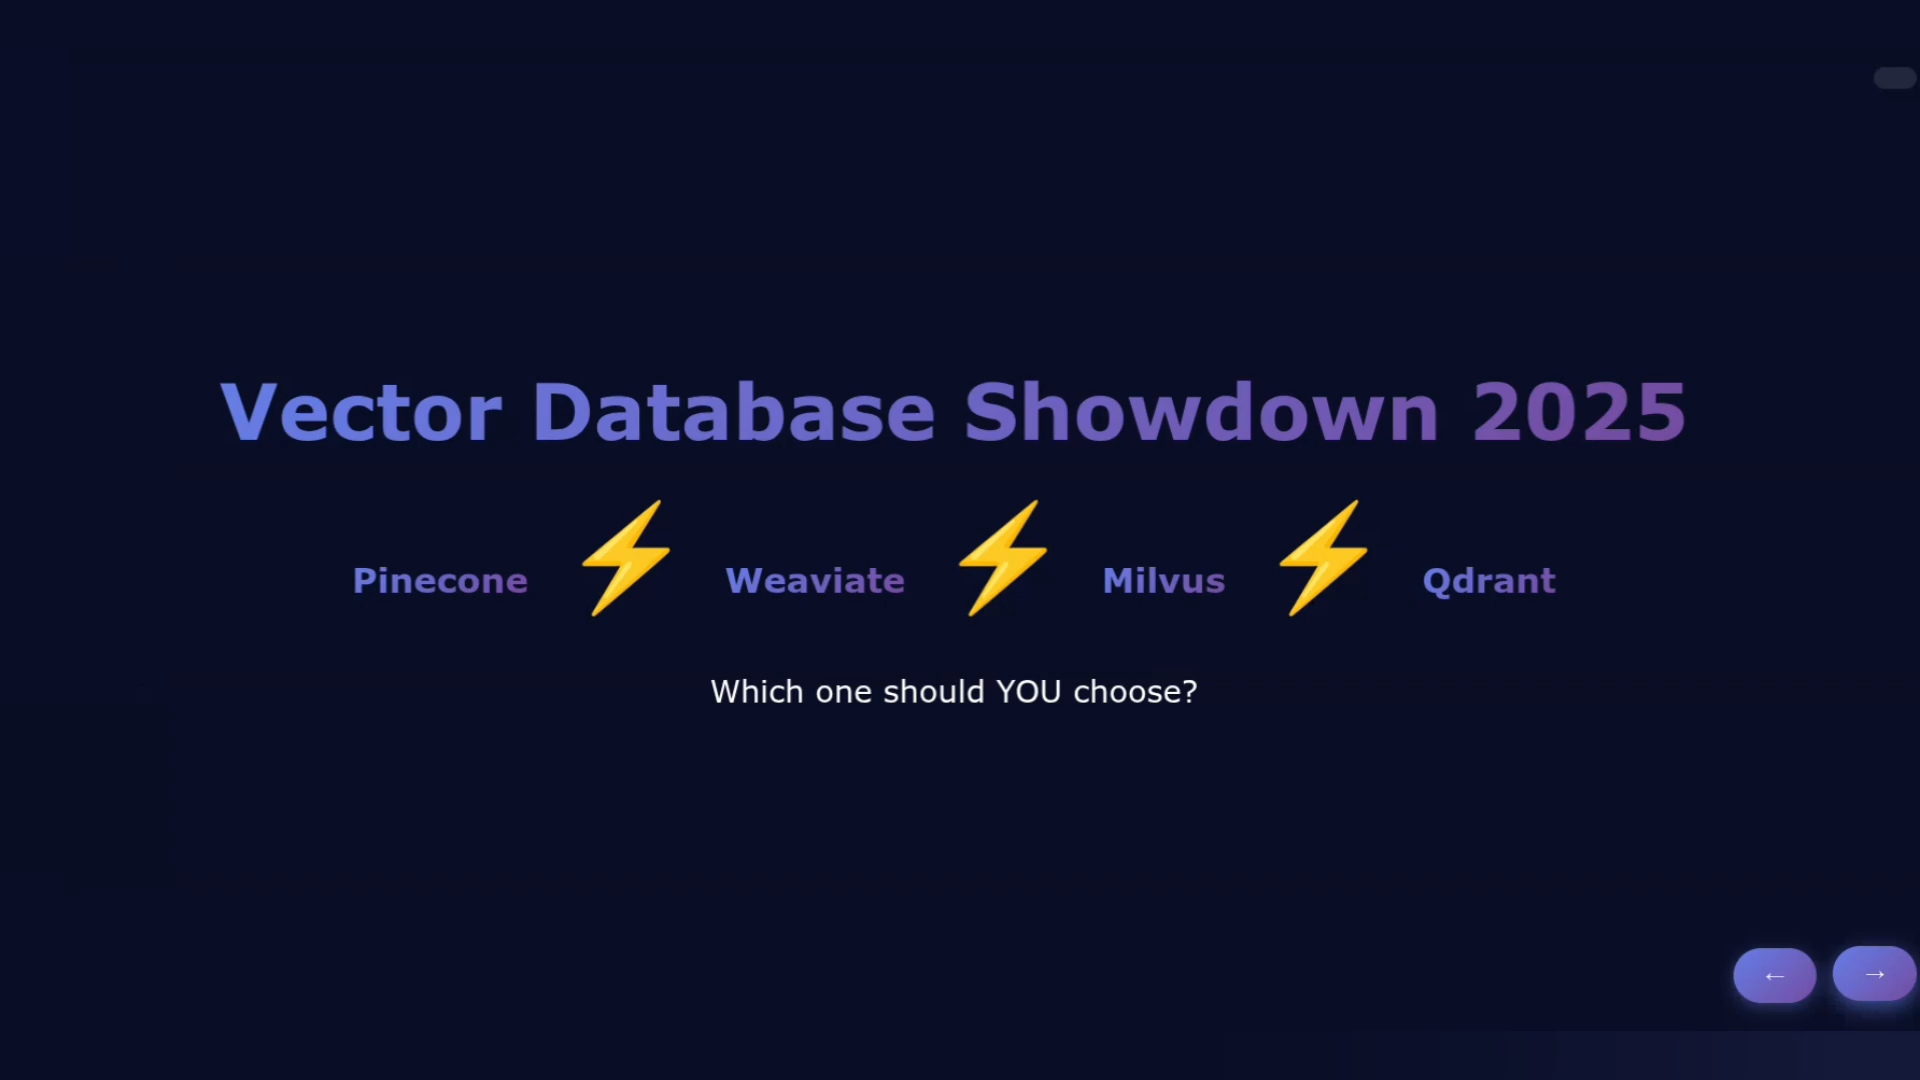 Vector Database Showdown 2025
Pinecone ⚡ Weaviate ⚡ Milvus ⚡ Qdrant
Which one should YOU choose?
← →